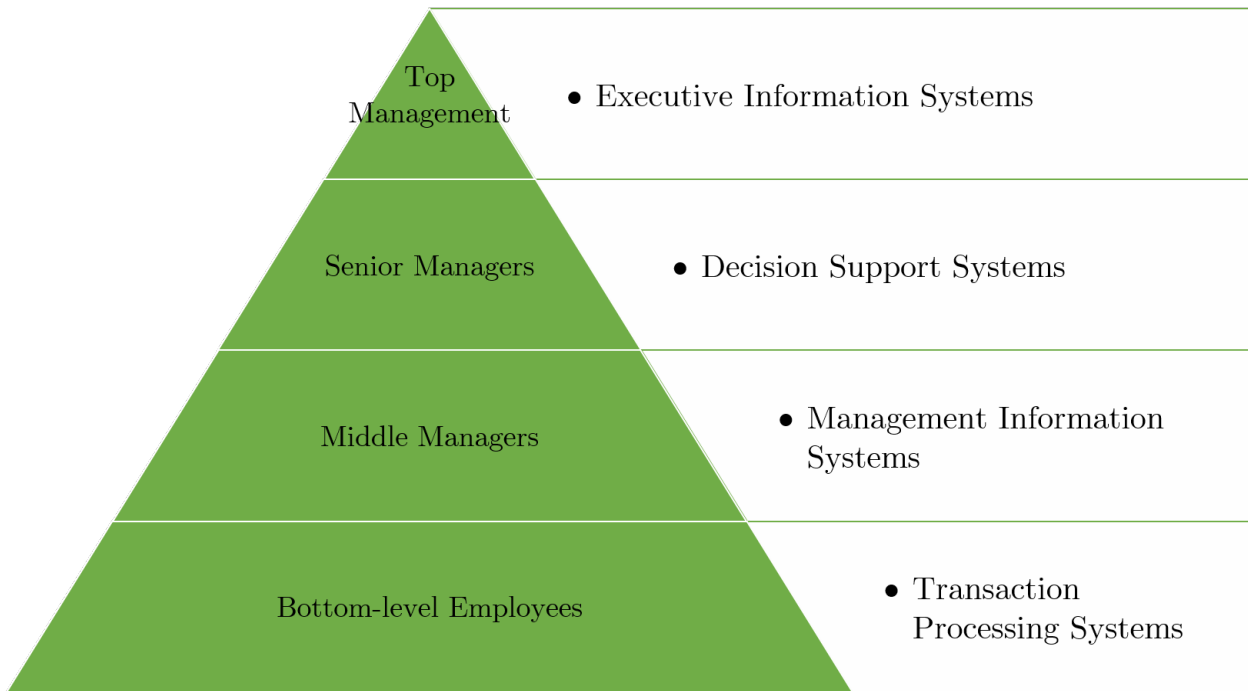 Top
Management
• Executive Information Systems
Senior Managers
• Decision Support Systems
Middle Managers
• Management Information
Systems
Bottom-level Employees
• Transaction
Processing Systems